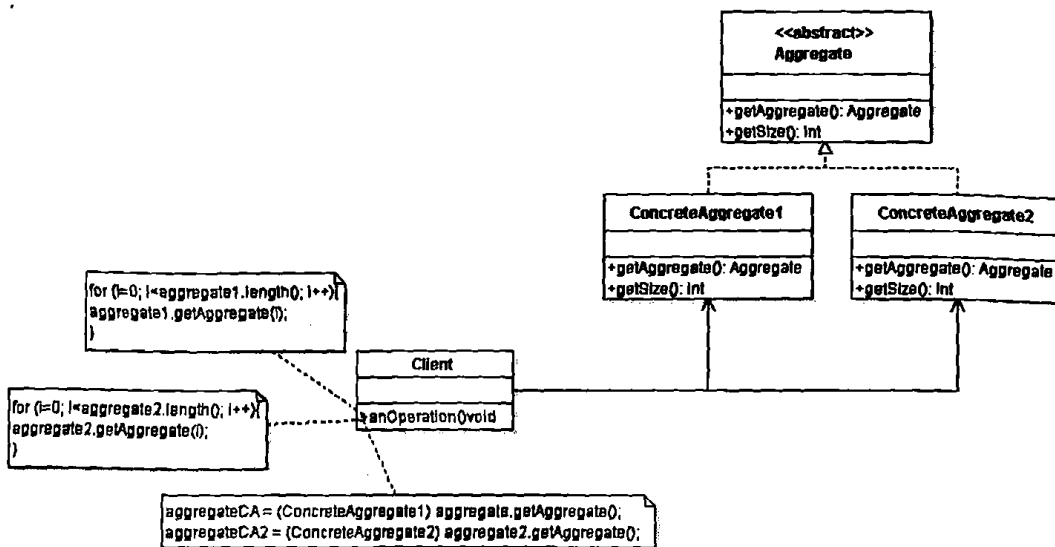 <<abstract>>
Aggregate
+getAggregate(): Aggregate
+getSize(): int
ConcreteAggregate1
+getAggregate(): Aggregate
+getSize(): int
ConcreteAggregate2
+getAggregate(): Aggregate
+getSize(): int
for (i=0; i<aggregate1.length(); i++){
aggregate1.getAggregate(i);
}
Client
+anOperation()void
for (i=0; i<aggregate2.length(); i++){
aggregate2.getAggregate(i);
}
aggregateCA = (ConcreteAggregate1) aggregate.getAggregate();
aggregateCA2 = (ConcreteAggregate2) aggregate2.getAggregate();